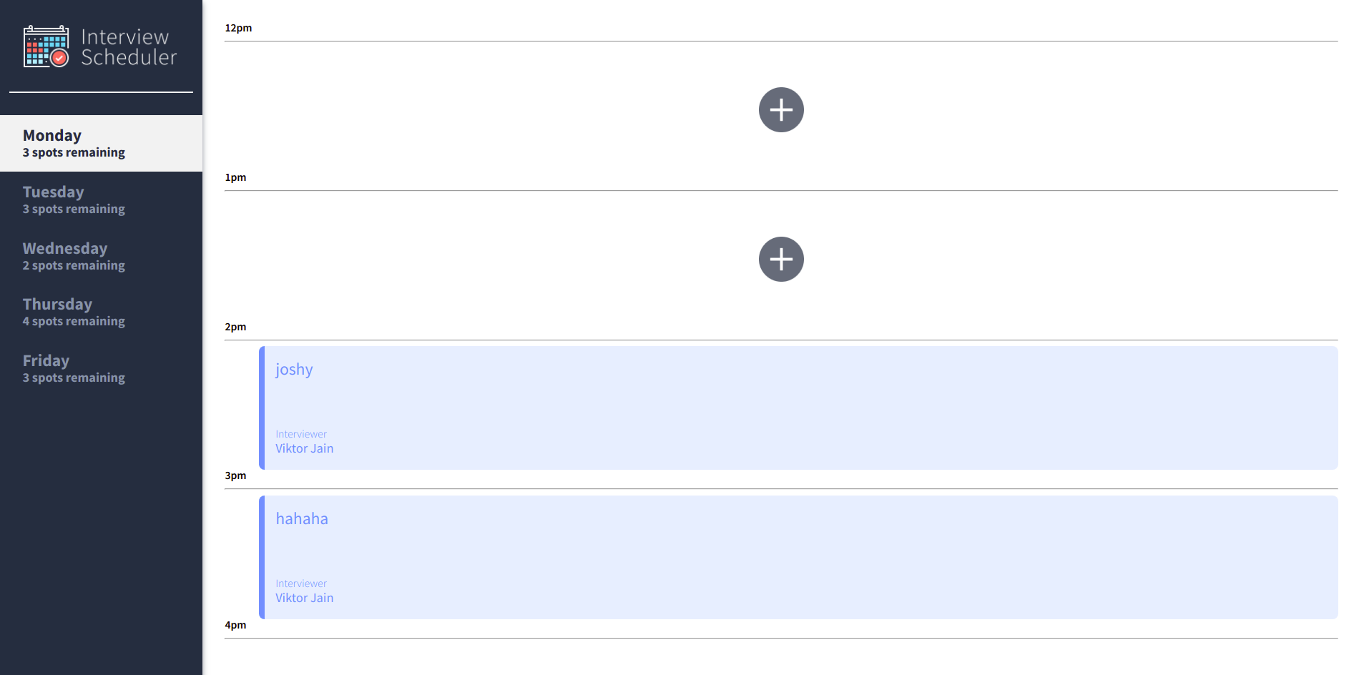 Interview
Scheduler
Monday
3 spots remaining
Tuesday
3 spots remaining
Wednesday
2 spots remaining
Thursday
4 spots remaining
Friday
3 spots remaining
12pm
1pm
2pm
joshy
Interviewer
Viktor Jain
3pm
hahaha
Interviewer
Viktor Jain
4pm